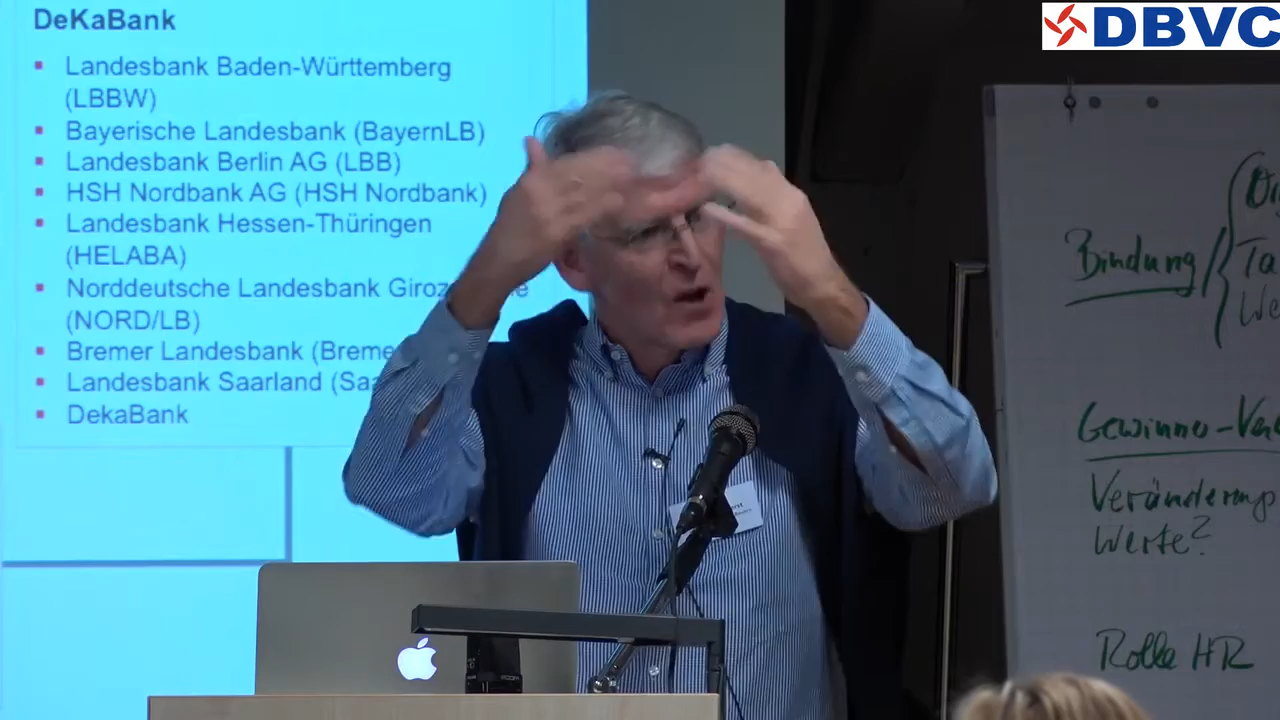 DeKaBank
Landesbank Baden-Württemberg
(LBBW)
Bayerische Landesbank (BayernLB)
Landesbank Berlin AG (LBB)
HSH Nordbank AG (HSH Nordbank)
Landesbank Hessen-Thüringen
(HELABA)
Norddeutsche Landesbank
(NORD/LB)
Bremer Landesbank
Landesbank Saarland
DekaBank
DBVC
Bindung
Rolle HR
Veränderung
Werte?